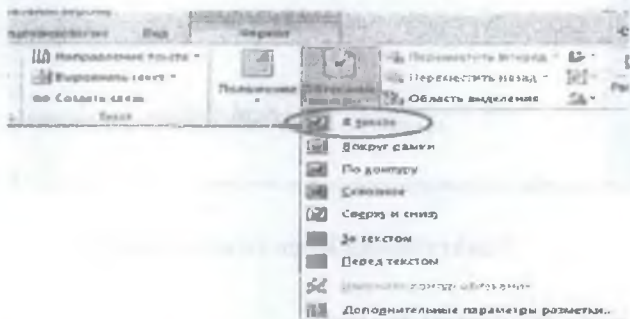 Вид Формат
Направление текста
Выровнять текст
Создать связь
Текст
Положение
Переместить вперед
Переместить назад
Область выделения
В тексте
Вокруг рамки
По контуру
Сквозное
Сверху и снизу
За текстом
Перед текстом
Дополнительные параметры разметки...